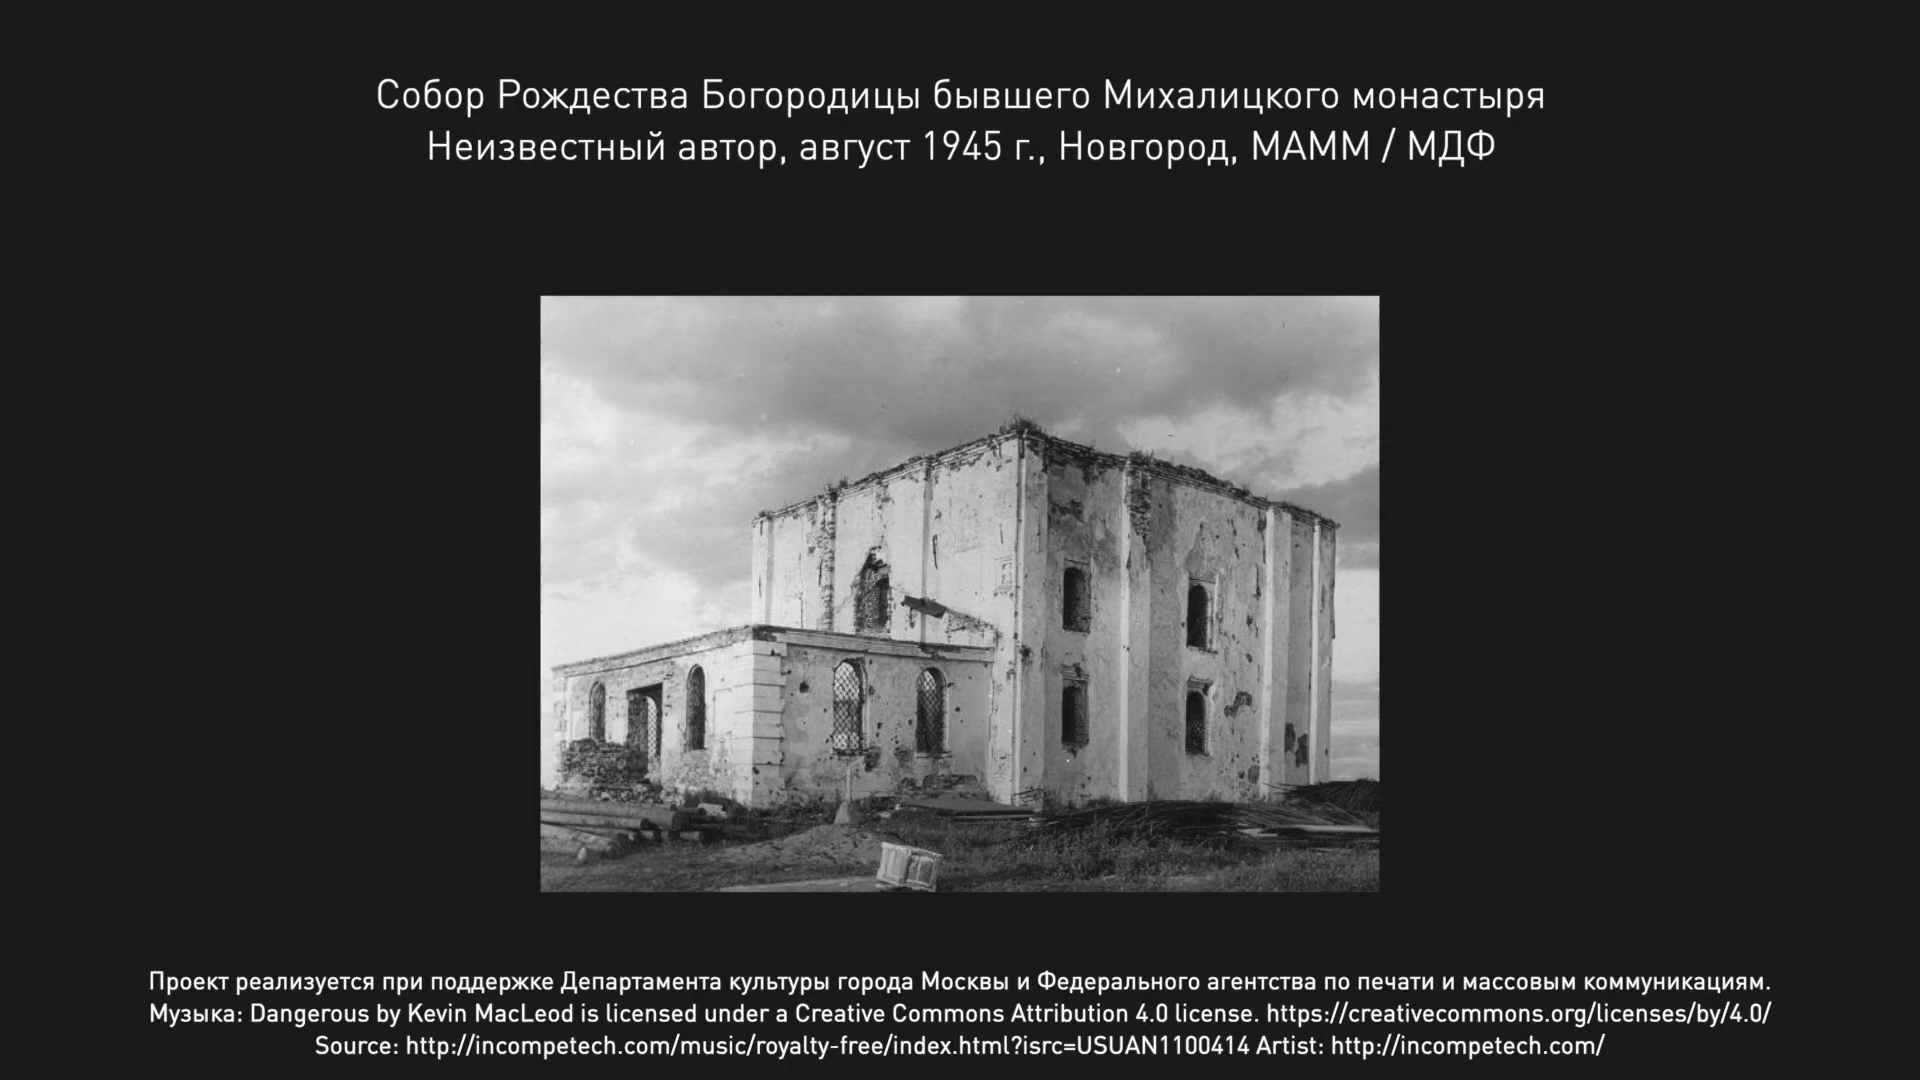 Собор Рождества Богородицы бывшего Михалицкого монастыря
Неизвестный автор, август 1945 г., Новгород, МАММ / МДФ
Проект реализуется при поддержке Департамента культуры города Москвы и Федерального агентства по печати и массовым коммуникациям.
Музыка: Dangerous by Kevin MacLeod is licensed under a Creative Commons Attribution 4.0 license. https://creativecommons.org/licenses/by/4.0/
Source: http://incompetech.com/music/royalty-free/index.html?isrc=USUAN1100414 Artist: http://incompetech.com/